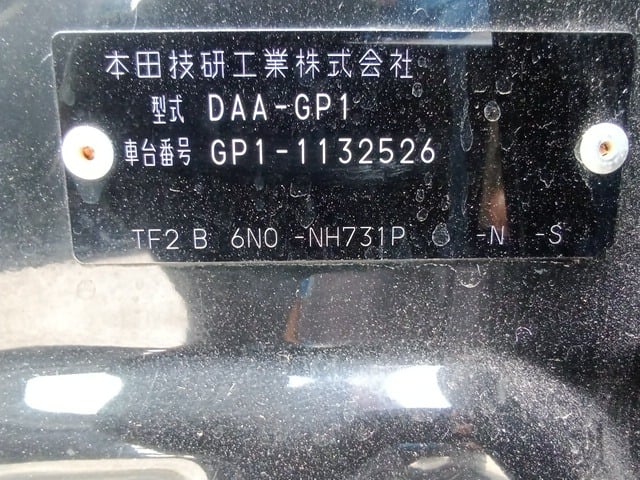 本田技研工業株式会社
型式 DAA-GP1
車台番号 GP1-1132526
TF2 B 6N0 -NH731P -N -S